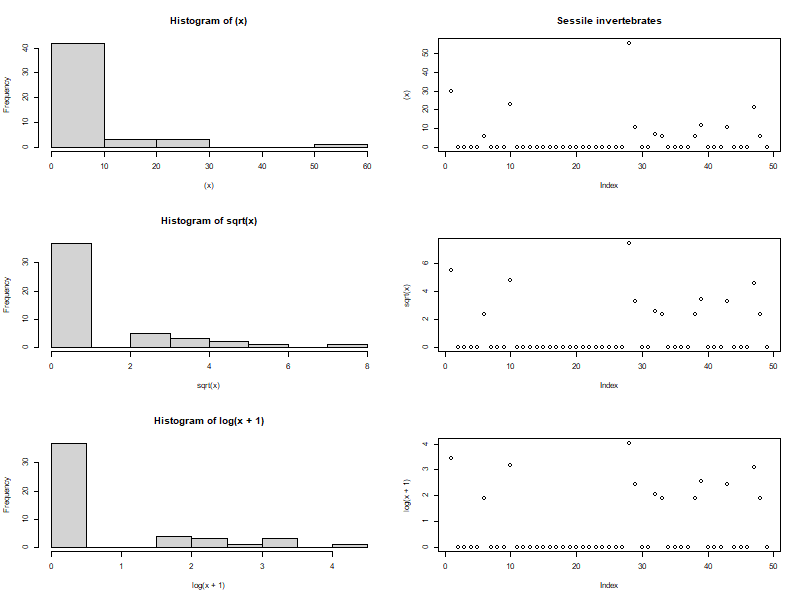 Histogram of (x)
Frequency
0 10 20 30 40
0 10 20 30 40 50 60
(x)
Sessile invertebrates
(x)
0 10 20 30 40 50
0 10 20 30 40 50
Index
Histogram of sqrt(x)
Frequency
0 10 20 30
0 2 4 6 8
sqrt(x)
sqrt(x)
0 2 4 6
0 10 20 30 40 50
Index
Histogram of log(x + 1)
Frequency
0 10 20 30
0 1 2 3 4
log(x + 1)
log(x + 1)
0 1 2 3 4
0 10 20 30 40 50
Index